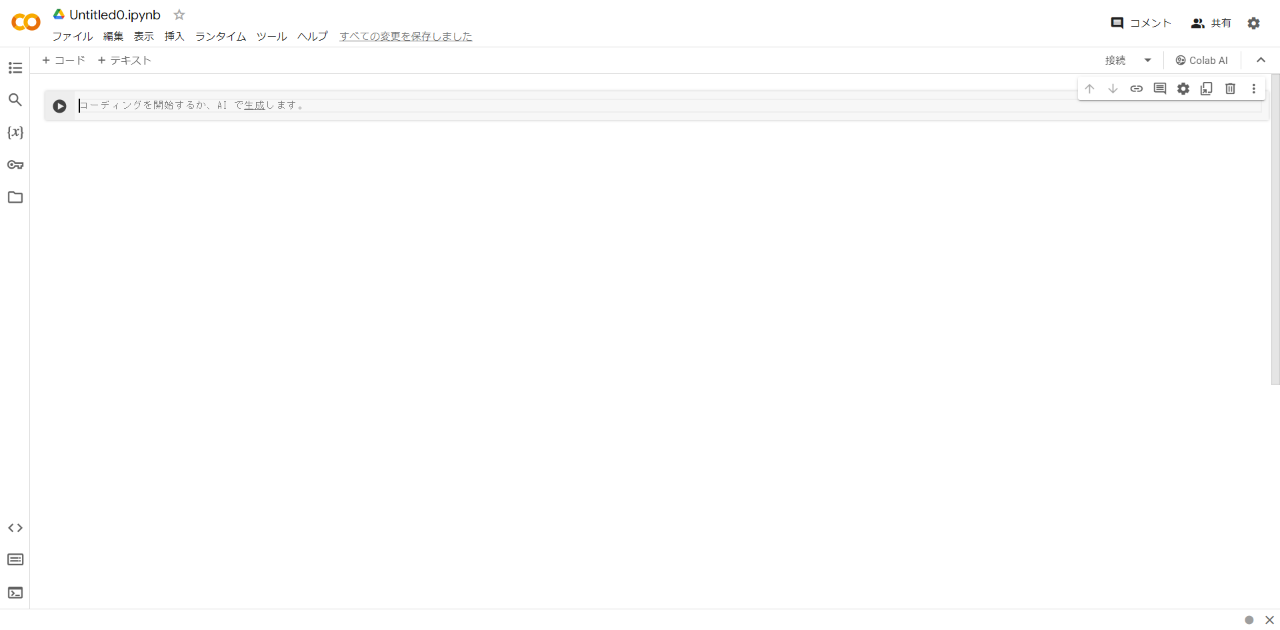 Untitled0.ipynb
コメント 共有
ファイル 編集 表示 挿入 ランタイム ツール ヘルプ すべての変更を保存しました
+ コード + テキスト 接続 Colab AI
{x} コーディングを開始するか、AI で生成します。